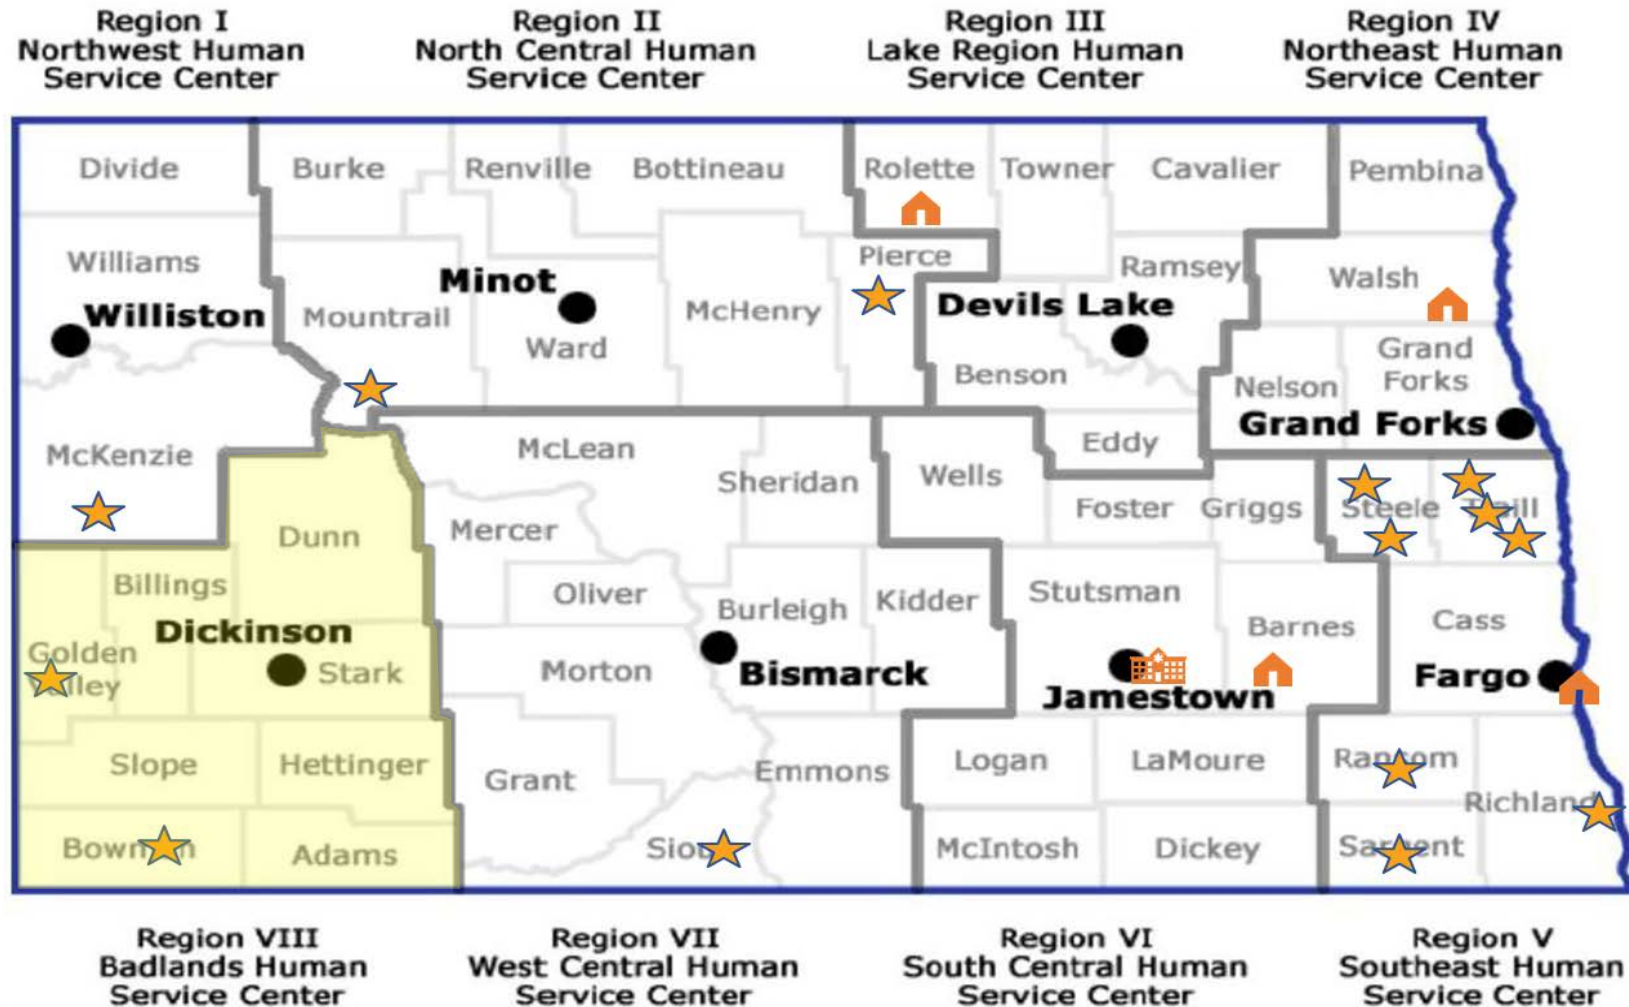 Region I
Northwest Human
Service Center
Region II
North Central Human
Service Center
Region III
Lake Region Human
Service Center
Region IV
Northeast Human
Service Center
Divide
Burke
Renville
Bottineau
Rolette
Towner
Cavalier
Pembina
Williams
Williston
Mountrail
Minot
Ward
McHenry
Pierce
Devils Lake
Ramsey
Benson
Walsh
Grand
Forks
Nelson
Grand Forks
McKenzie
McLean
Sheridan
Wells
Eddy
Foster
Griggs
Steele
Dunn
Mercer
Billings
Oliver
Burleigh
Kidder
Stutsman
Barnes
Cass
Dickinson
Golden
Stark
Morton
Bismarck
Jamestown
Fargo
Slope
Hettinger
Grant
Emmons
Logan
LaMoure
Richland
Adams
McIntosh
Dickey
Region VIII
Badlands Human
Service Center
Region VII
West Central Human
Service Center
Region VI
South Central Human
Service Center
Region V
Southeast Human
Service Center